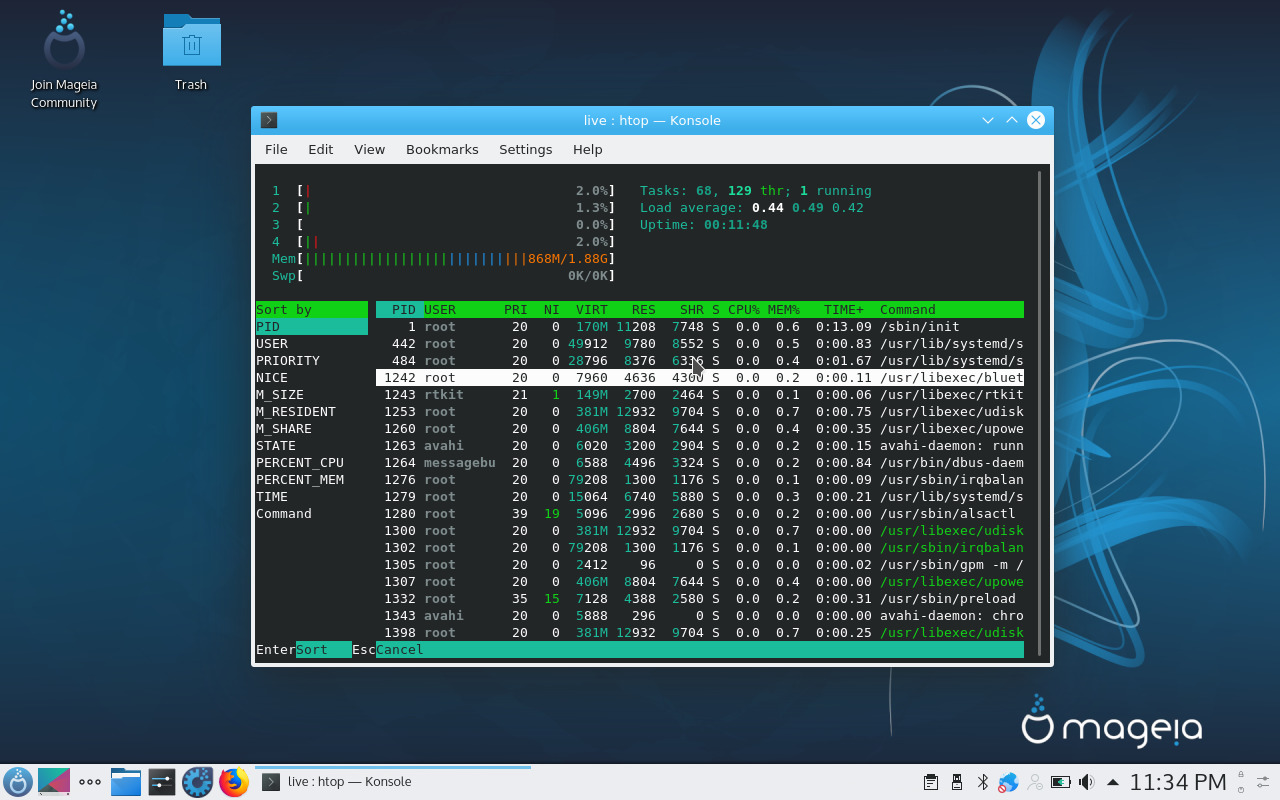 Join Mageia
Community
Trash
live : htop — Konsole
File Edit View Bookmarks Settings Help
1 [| 2.0%] Tasks: 68, 129 thr; 1 running
2 [| 1.3%] Load average: 0.44 0.49 0.42
3 [ 0.0%] Uptime: 00:11:48
4 [|| 2.0%]
Mem[||||||||||||||||||||||||||||868M/1.88G]
Swp[ 0K/0K]
Sort by PID USER PRI NI VIRT RES SHR S CPU% MEM% TIME+ Command
PID 1 root 20 0 170M 11208 7748 S 0.0 0.6 0:13.09 /sbin/init
USER 442 root 20 0 49912 9780 8552 S 0.0 0.5 0:00.83 /usr/lib/systemd/s
PRIORITY 484 root 20 0 28796 8376 6336 S 0.0 0.4 0:01.67 /usr/lib/systemd/s
NICE 1242 root 20 0 7960 4636 4300 S 0.0 0.2 0:00.11 /usr/libexec/bluet
M_SIZE 1243 rtkit 21 1 149M 2700 2464 S 0.0 0.1 0:00.06 /usr/libexec/rtkit
M_RESIDENT 1253 root 20 0 381M 12932 9704 S 0.0 0.7 0:00.75 /usr/libexec/udisk
M_SHARE 1260 root 20 0 406M 8804 7644 S 0.0 0.4 0:00.35 /usr/libexec/upowe
STATE 1263 avahi 20 0 6020 3200 2904 S 0.0 0.2 0:00.15 avahi-daemon: runn
PERCENT_CPU 1264 messagebu 20 0 6588 4496 3324 S 0.0 0.2 0:00.84 /usr/bin/dbus-daem
PERCENT_MEM 1276 root 20 0 79208 1300 1176 S 0.0 0.1 0:00.09 /usr/sbin/irqbalan
TIME 1279 root 20 0 15064 6740 5880 S 0.0 0.3 0:00.21 /usr/lib/systemd/s
Command 1280 root 39 19 5096 2996 2680 S 0.0 0.2 0:00.00 /usr/sbin/alsactl
1300 root 20 0 381M 12932 9704 S 0.0 0.7 0:00.00 /usr/libexec/udisk
1302 root 20 0 79208 1300 1176 S 0.0 0.1 0:00.00 /usr/sbin/irqbalan
1305 root 20 0 2412 96 0 S 0.0 0.0 0:00.02 /usr/sbin/gpm -m /
1307 root 20 0 406M 8804 7644 S 0.0 0.4 0:00.00 /usr/libexec/upowe
1332 root 35 15 7128 4388 2580 S 0.0 0.2 0:00.31 /usr/sbin/preload
1343 avahi 20 0 5888 296 0 S 0.0 0.0 0:00.00 avahi-daemon: chro
1398 root 20 0 381M 12932 9704 S 0.0 0.7 0:00.25 /usr/libexec/udisk
EnterSort EscCancel
mageia
live : htop — Konsole
11:34 PM